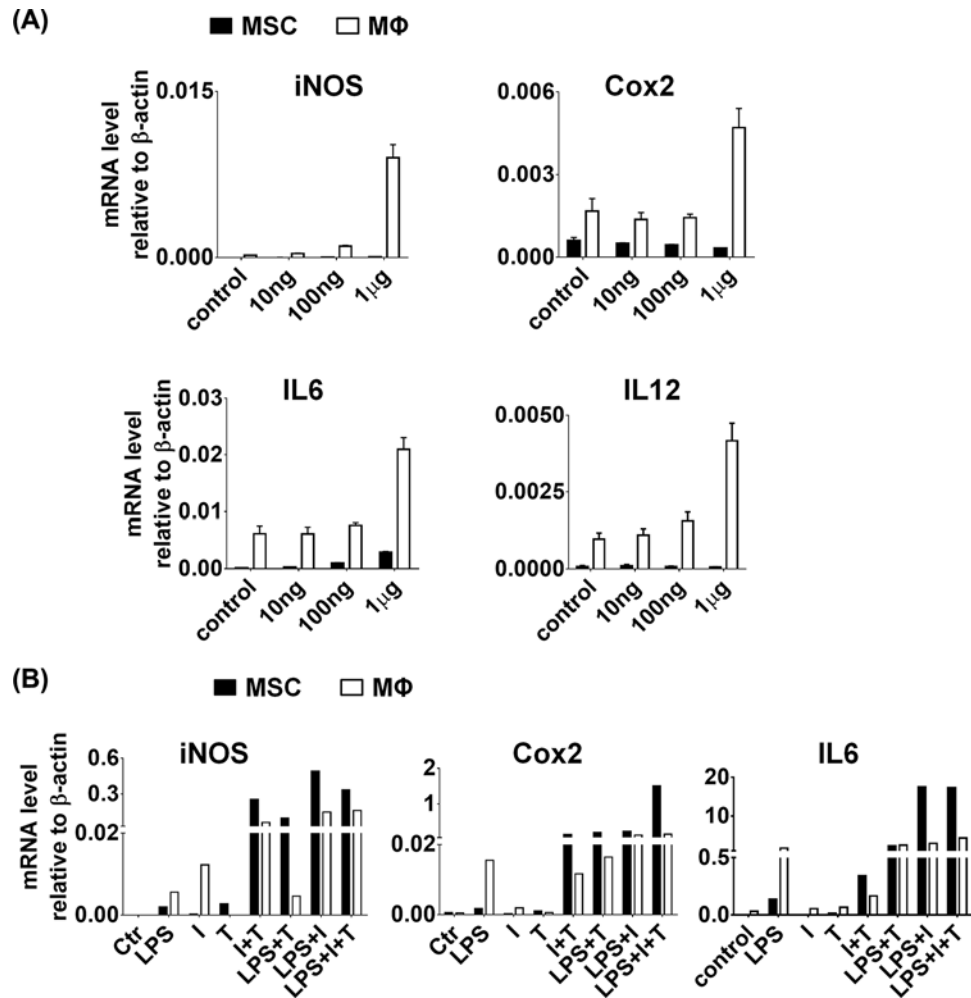 (A)
MSC MΦ
iNOS
mRNA level
relative to β-actin
0.015
0.000
control 10ng 100ng 1μg
Cox2
0.006
0.003
0.000
control 10ng 100ng 1μg
IL6
mRNA level
relative to β-actin
0.03
0.02
0.01
0.00
control 10ng 100ng 1μg
IL12
0.0050
0.0025
0.0000
control 10ng 100ng 1μg
(B)
MSC MΦ
iNOS
mRNA level
relative to β-actin
0.6
0.3
0.02
0.00
Ctr LPS I T I+T LPS+T LPS+I LPS+I+T
Cox2
2
1
0.02
0.00
Ctr LPS I T I+T LPS+T LPS+I LPS+I+T
IL6
20
10
0.5
0.0
control LPS I T I+T LPS+T LPS+I LPS+I+T